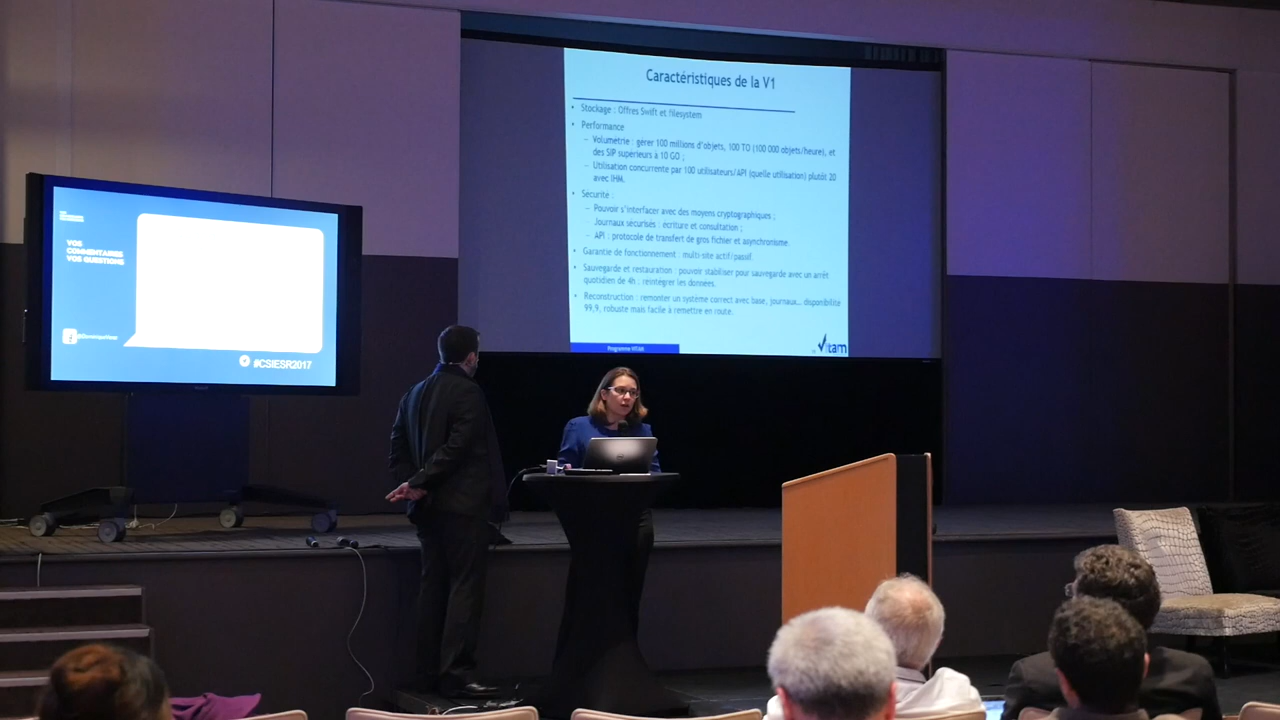 Caractéristiques de la V1
• Stockage : Offres Swift et filesystem
• Performance
– Volumétrie : gérer 100 millions d'objets, 100 TO (100 000 objets/heure), et
des SIP supérieurs à 10 GO ;
– Utilisation concurrente par 100 utilisateurs/API (quelle utilisation) plutôt 20
avec IHM.
• Sécurité :
– Pouvoir s'interfacer avec des moyens cryptographiques ;
– Journaux sécurisés : écriture et consultation ;
– API : protocole de transfert de gros fichier et asynchronisme.
• Garantie de fonctionnement : multi-site actif/passif.
• Sauvegarde et restauration : pouvoir stabiliser pour sauvegarde avec un arrêt
quotidien de 4h : réintégrer les données.
• Reconstruction : remonter un système correct avec base, journaux… disponibilité
99,9, robuste mais facile à remettre en route.
Programme VITAM
Vitam
VOS
COMMENTAIRES
VOS QUESTIONS
#CSIESR2017
DELL